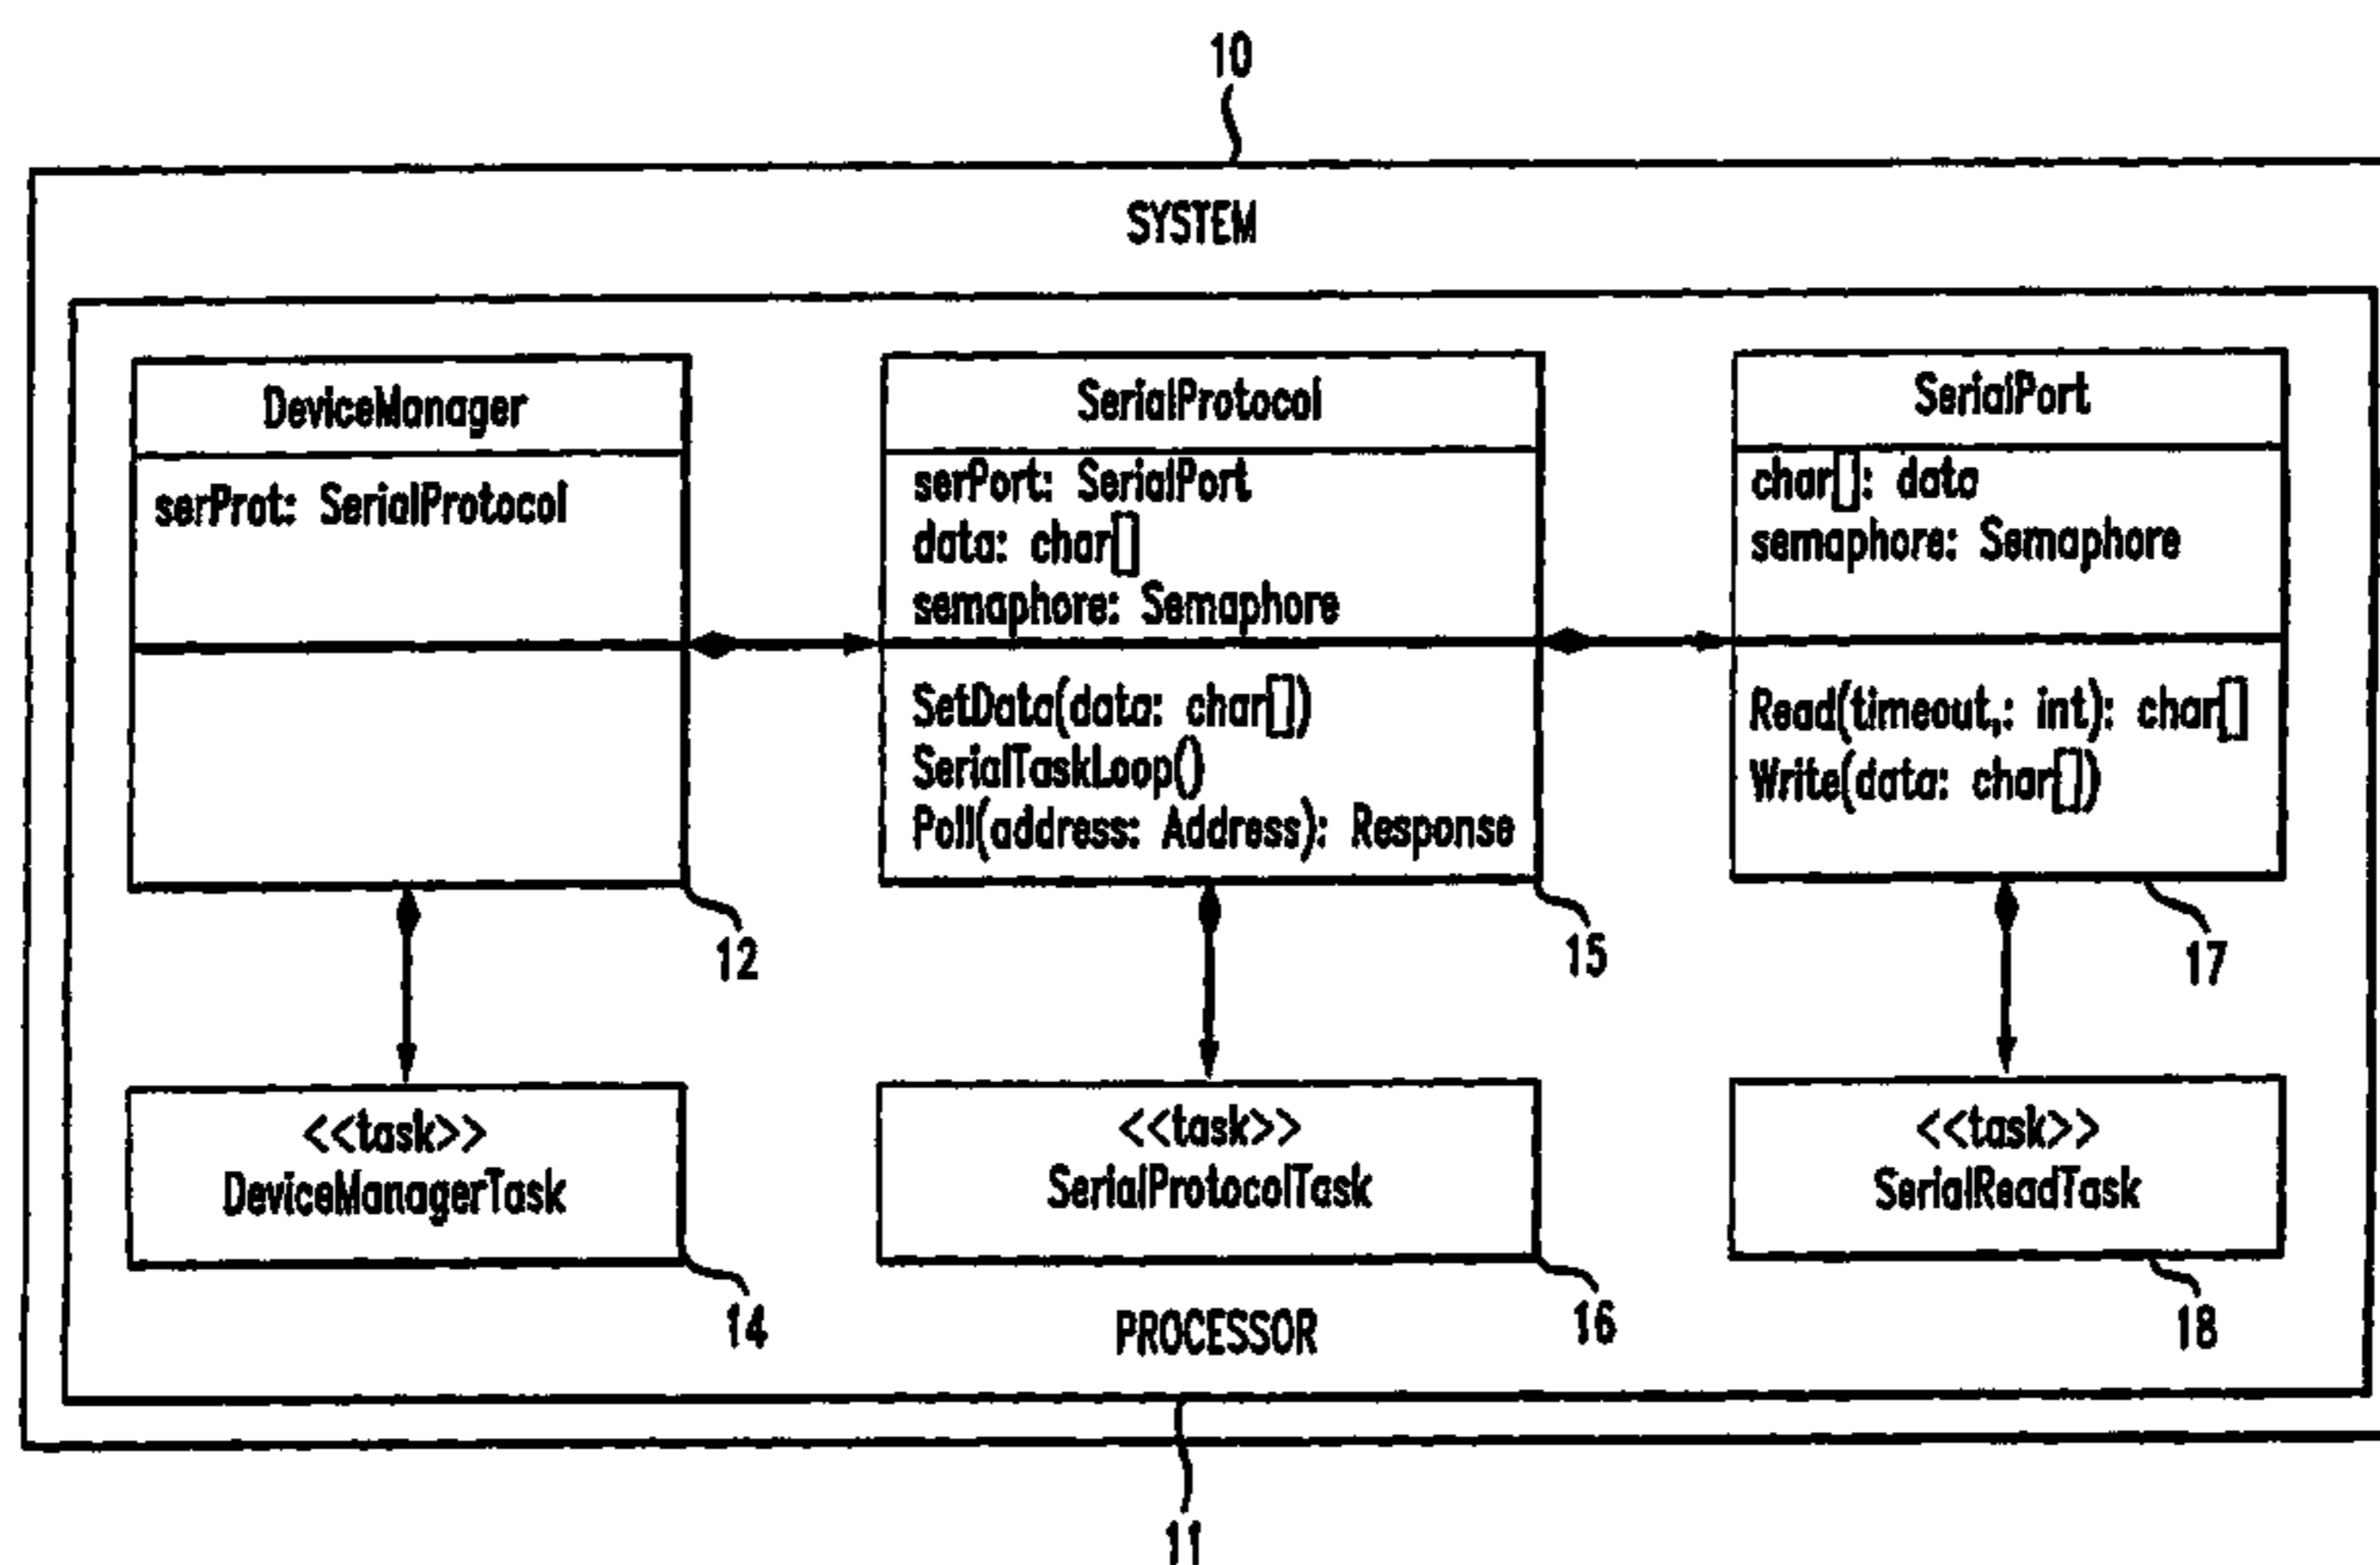 10
SYSTEM
DeviceManager
serProt: SerialProtocol
12
SerialProtocol
serPort: SerialPort
data: char[]
semaphore: Semaphore
SetData(data: char[])
SerialTaskLoop()
Poll(address: Address): Response
15
SerialPort
char[]: data
semaphore: Semaphore
Read(timeout,: int): char[]
Write(data: char[])
17
<<task>>
DeviceManagerTask
14
<<task>>
SerialProtocolTask
16
<<task>>
SerialReadTask
18
PROCESSOR
11